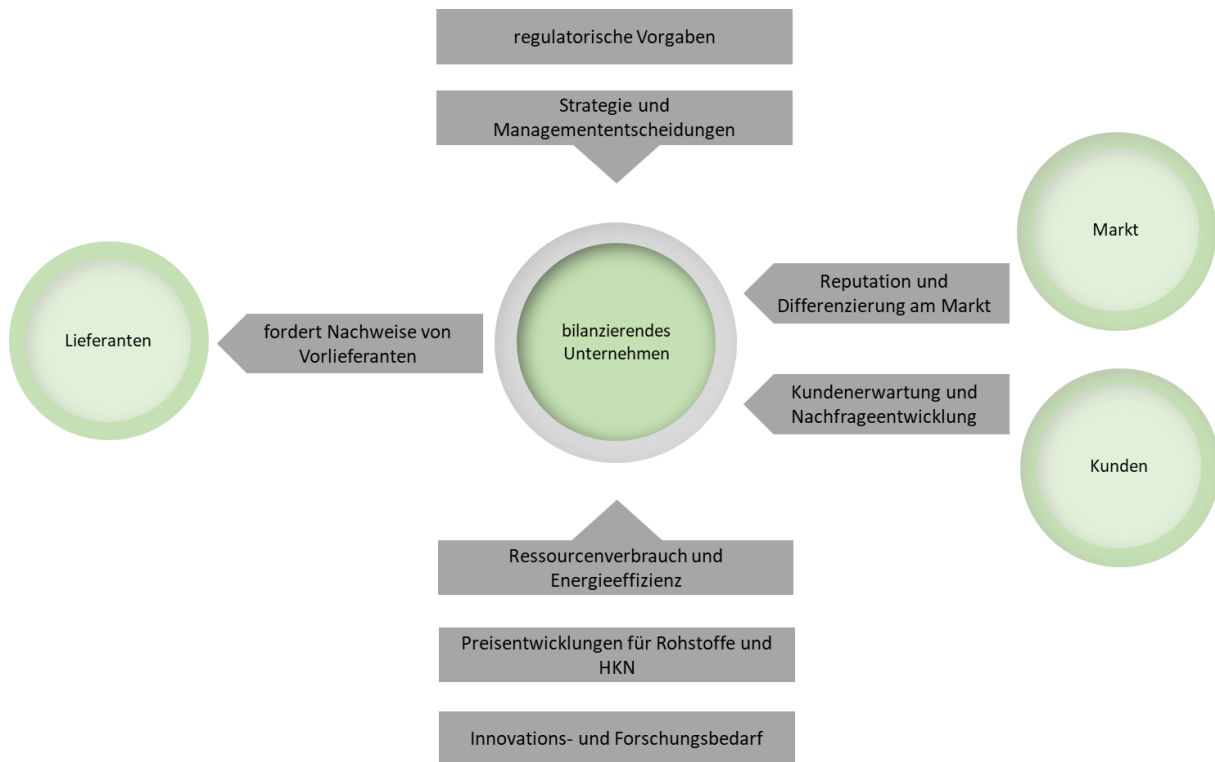 regulatorische Vorgaben
Strategie und
Managemententscheidungen
Markt
Reputation und
Differenzierung am Markt
Lieferanten
fordert Nachweise von
Vorlieferanten
bilanzierendes
Unternehmen
Kundenerwartung und
Nachfrageentwicklung
Kunden
Ressourcenverbrauch und
Energieeffizienz
Preisentwicklungen für Rohstoffe und
HKN
Innovations- und Forschungsbedarf